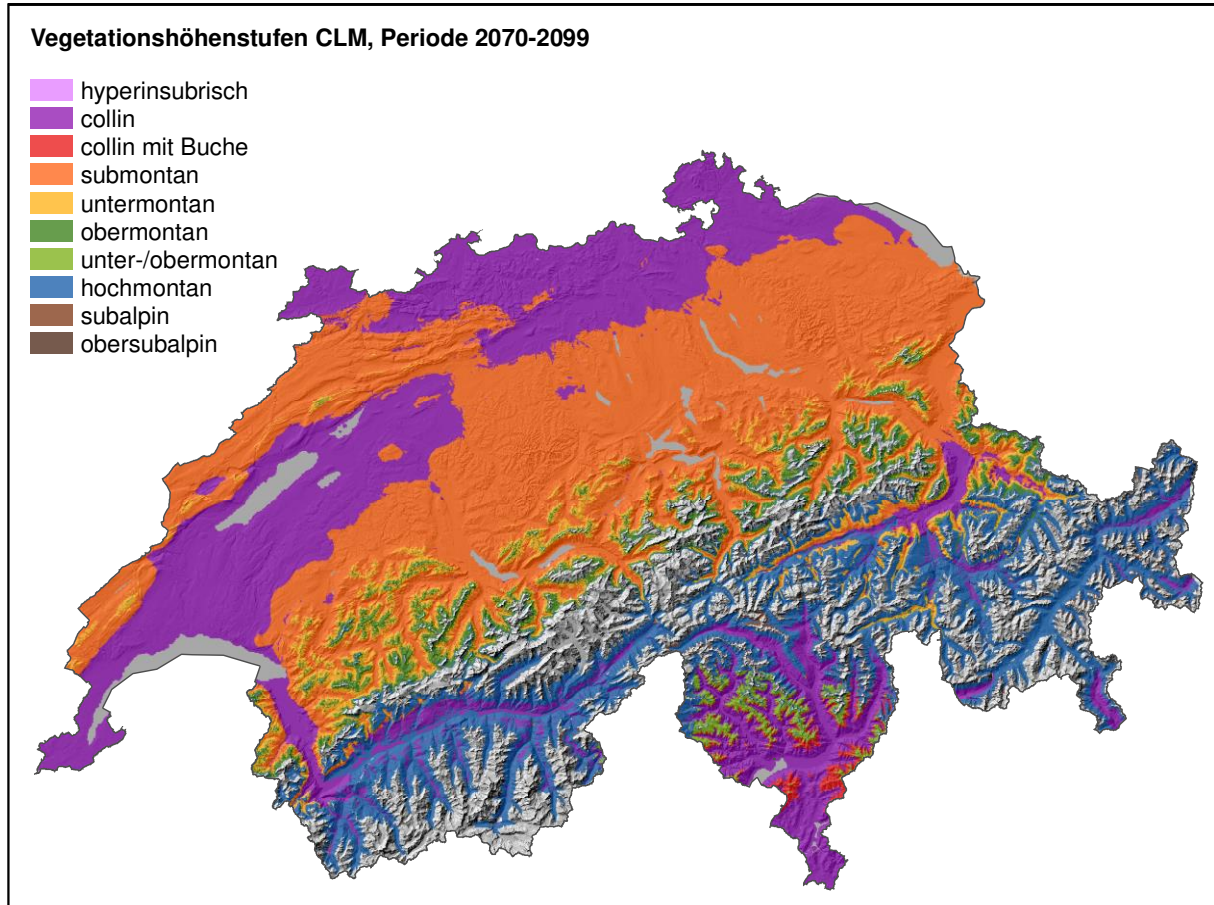 Vegetationshöhenstufen CLM, Periode 2070-2099
hyperinsubrisch
collin
collin mit Buche
submontan
untermontan
obermontan
unter-/obermontan
hochmontan
subalpin
obersubalpin